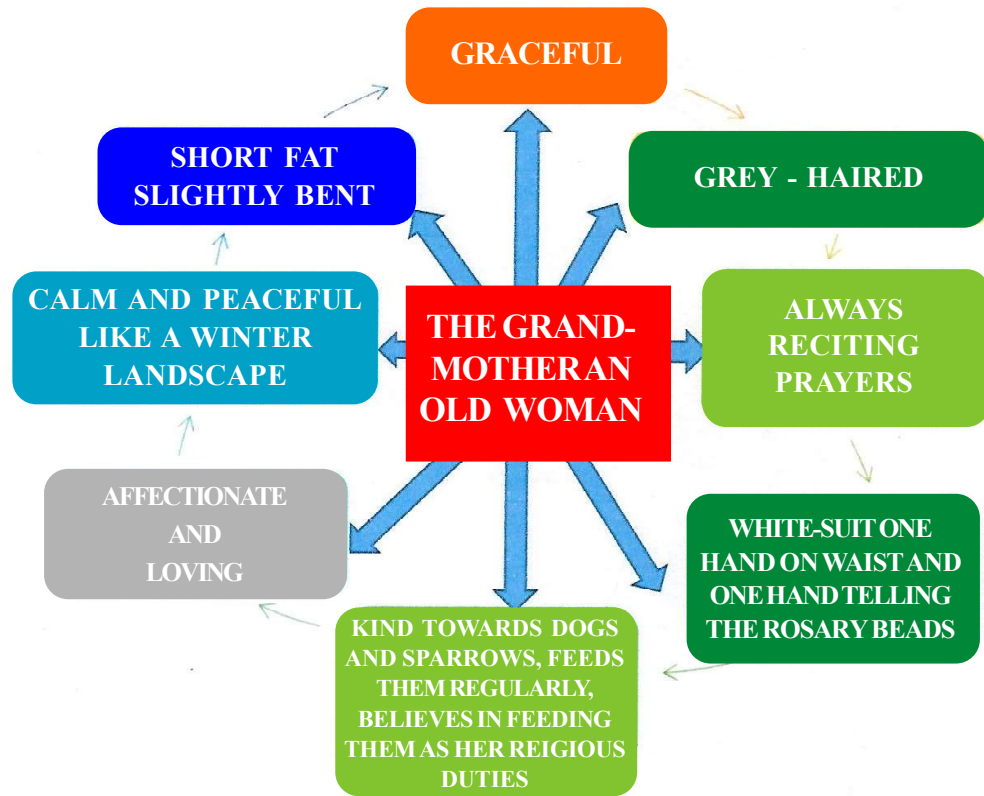 GRACEFUL
GREY - HAIRED
ALWAYS
RECITING
PRAYERS
WHITE-SUIT ONE
HAND ON WAIST AND
ONE HAND TELLING
THE ROSARY BEADS
KIND TOWARDS DOGS
AND SPARROWS, FEEDS
THEM REGULARLY,
BELIEVES IN FEEDING
THEM AS HER REIGIOUS
DUTIES
AFFECTIONATE
AND
LOVING
CALM AND PEACEFUL
LIKE A WINTER
LANDSCAPE
SHORT FAT
SLIGHTLY BENT
THE GRAND-
MOTHER AN
OLD WOMAN